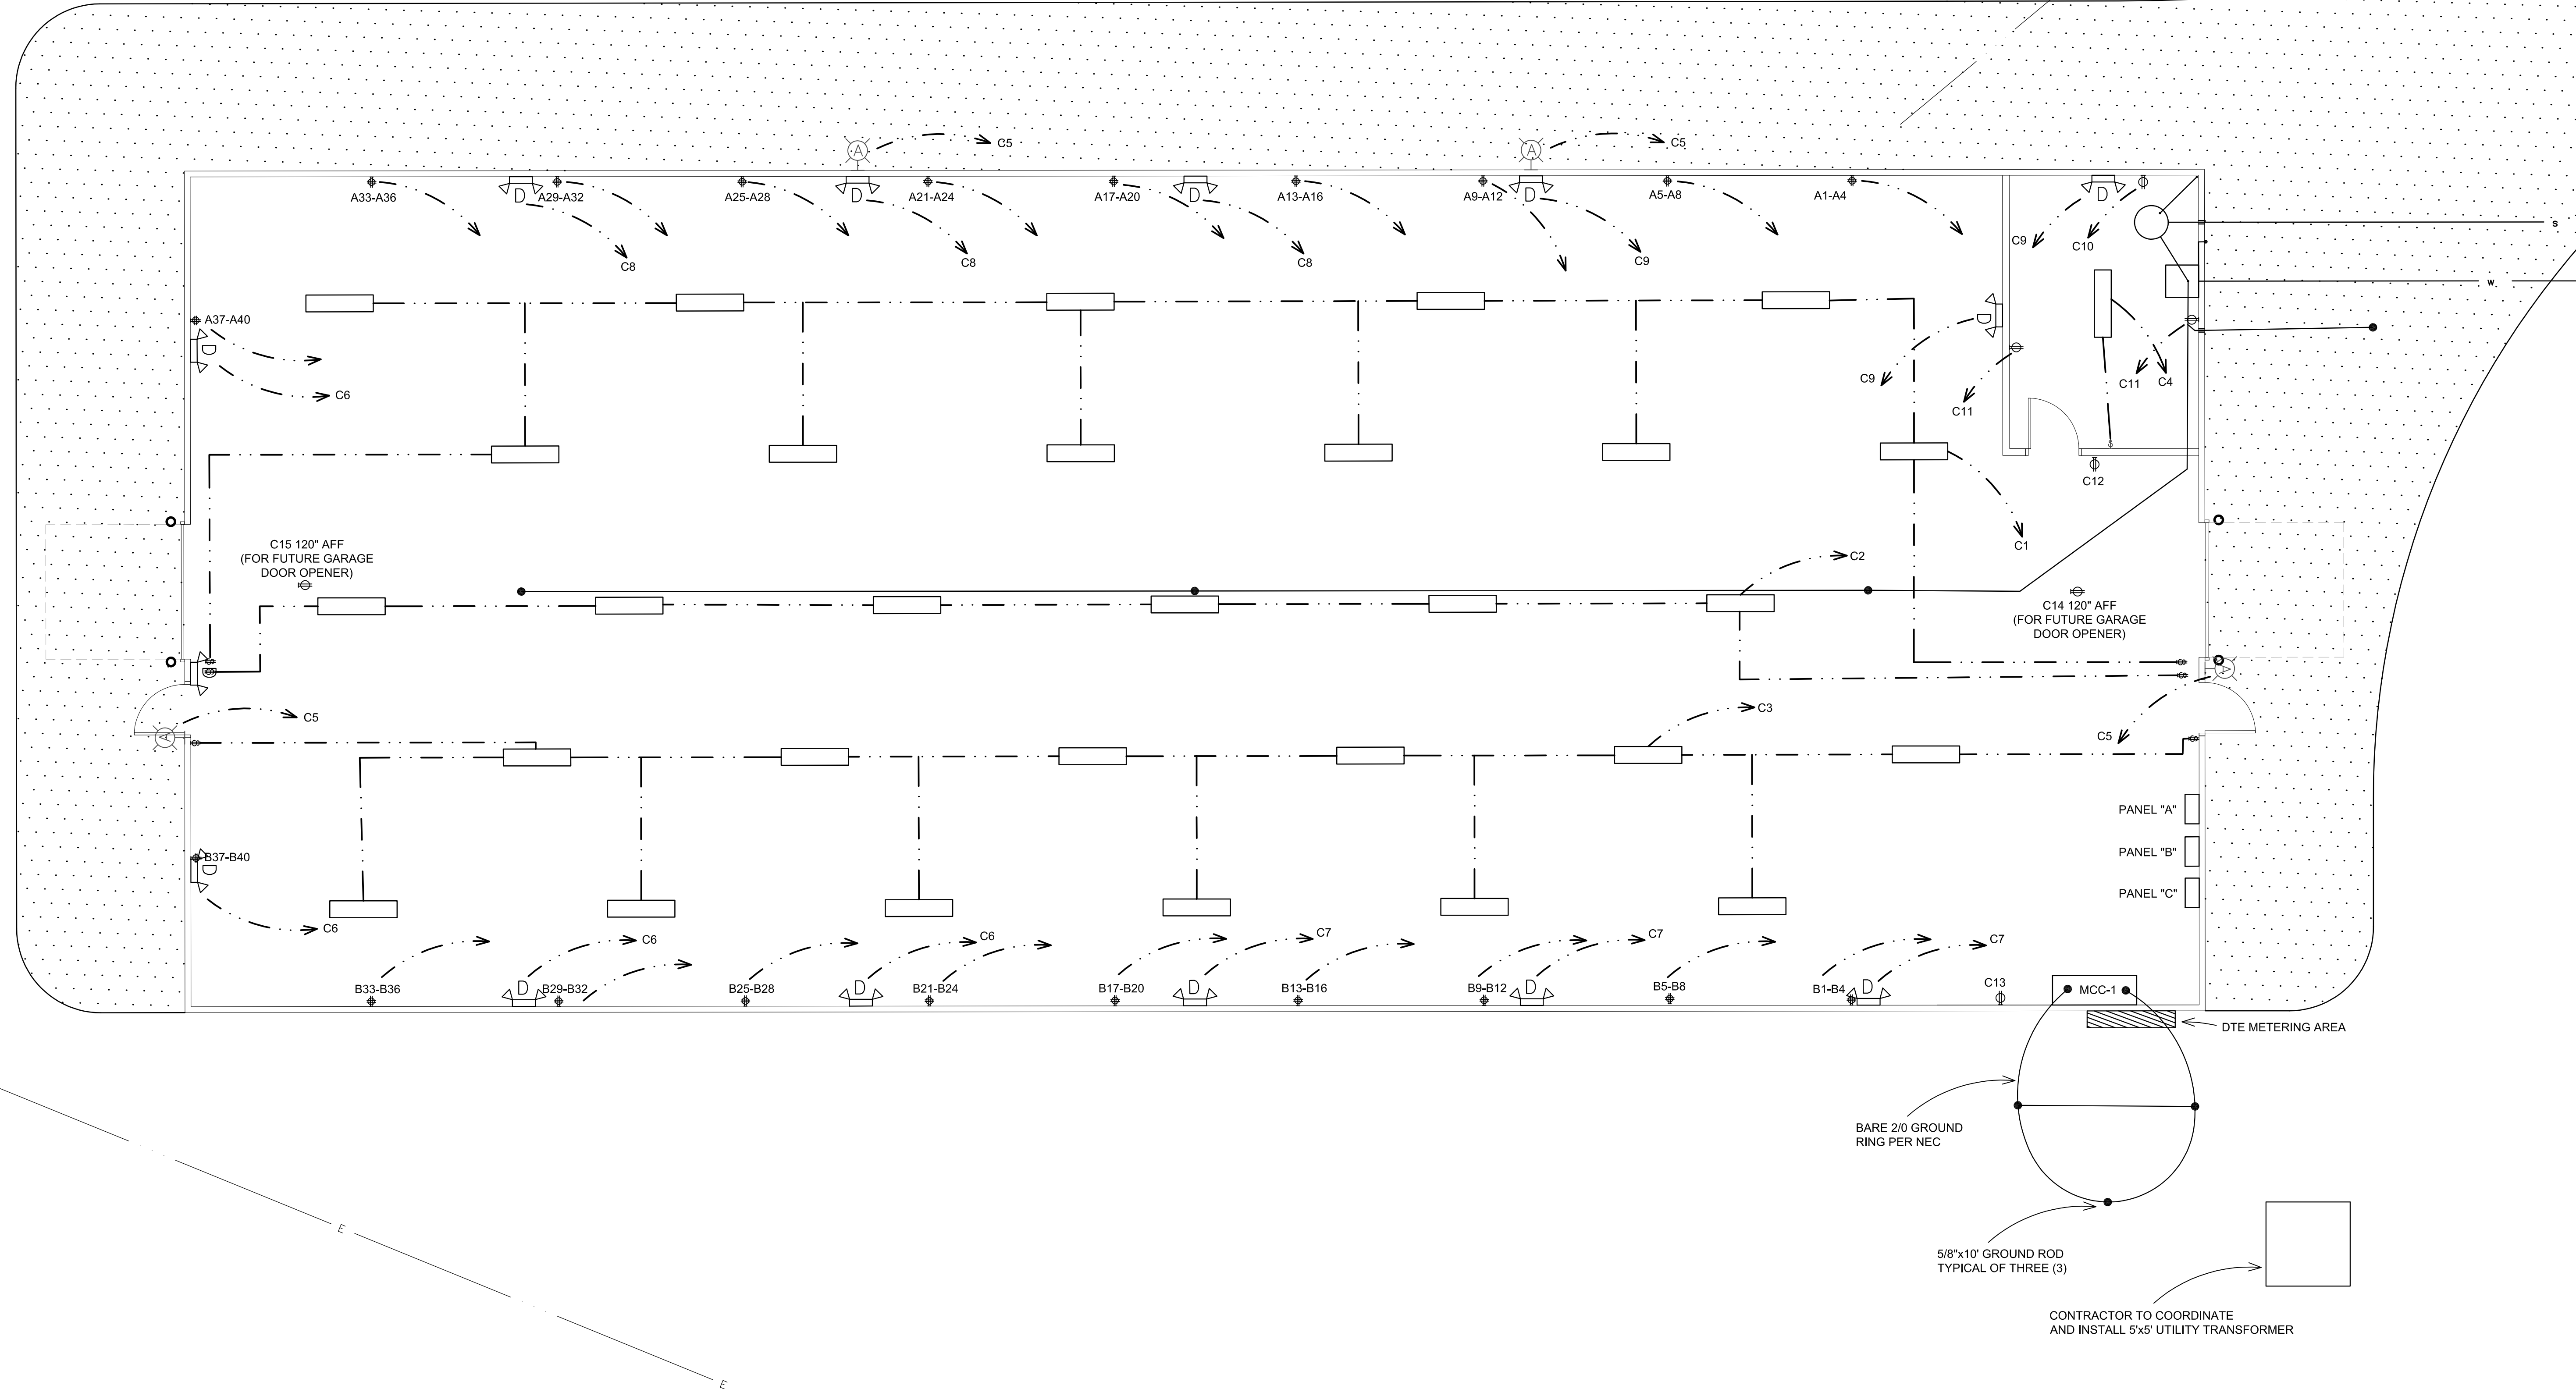 A
C5
A
C5
A33-A36
D
A29-A32
A25-A28
D
A21-A24
A17-A20
D
A13-A16
A9-A12
D
A5-A8
A1-A4
D
C8
C8
C8
C9
C9
C10
S
W
A37-A40
D
C6
D
C9
C11
C11
C4
$
C12
C15 120" AFF
(FOR FUTURE GARAGE
DOOR OPENER)
C1
C2
C14 120" AFF
(FOR FUTURE GARAGE
DOOR OPENER)
$
$
D
$
$
A
C5
A
C3
C5
$
$
PANEL "A"
PANEL "B"
PANEL "C"
B37-B40
D
C6
C6
C6
C7
C7
C7
B33-B36
D
B29-B32
B25-B28
D
B21-B24
B17-B20
D
B13-B16
B9-B12
D
B5-B8
B1-B4
D
C13
MCC-1
DTE METERING AREA
BARE 2/0 GROUND
RING PER NEC
5/8"x10' GROUND ROD
TYPICAL OF THREE (3)
CONTRACTOR TO COORDINATE
AND INSTALL 5'x5' UTILITY TRANSFORMER
E
E